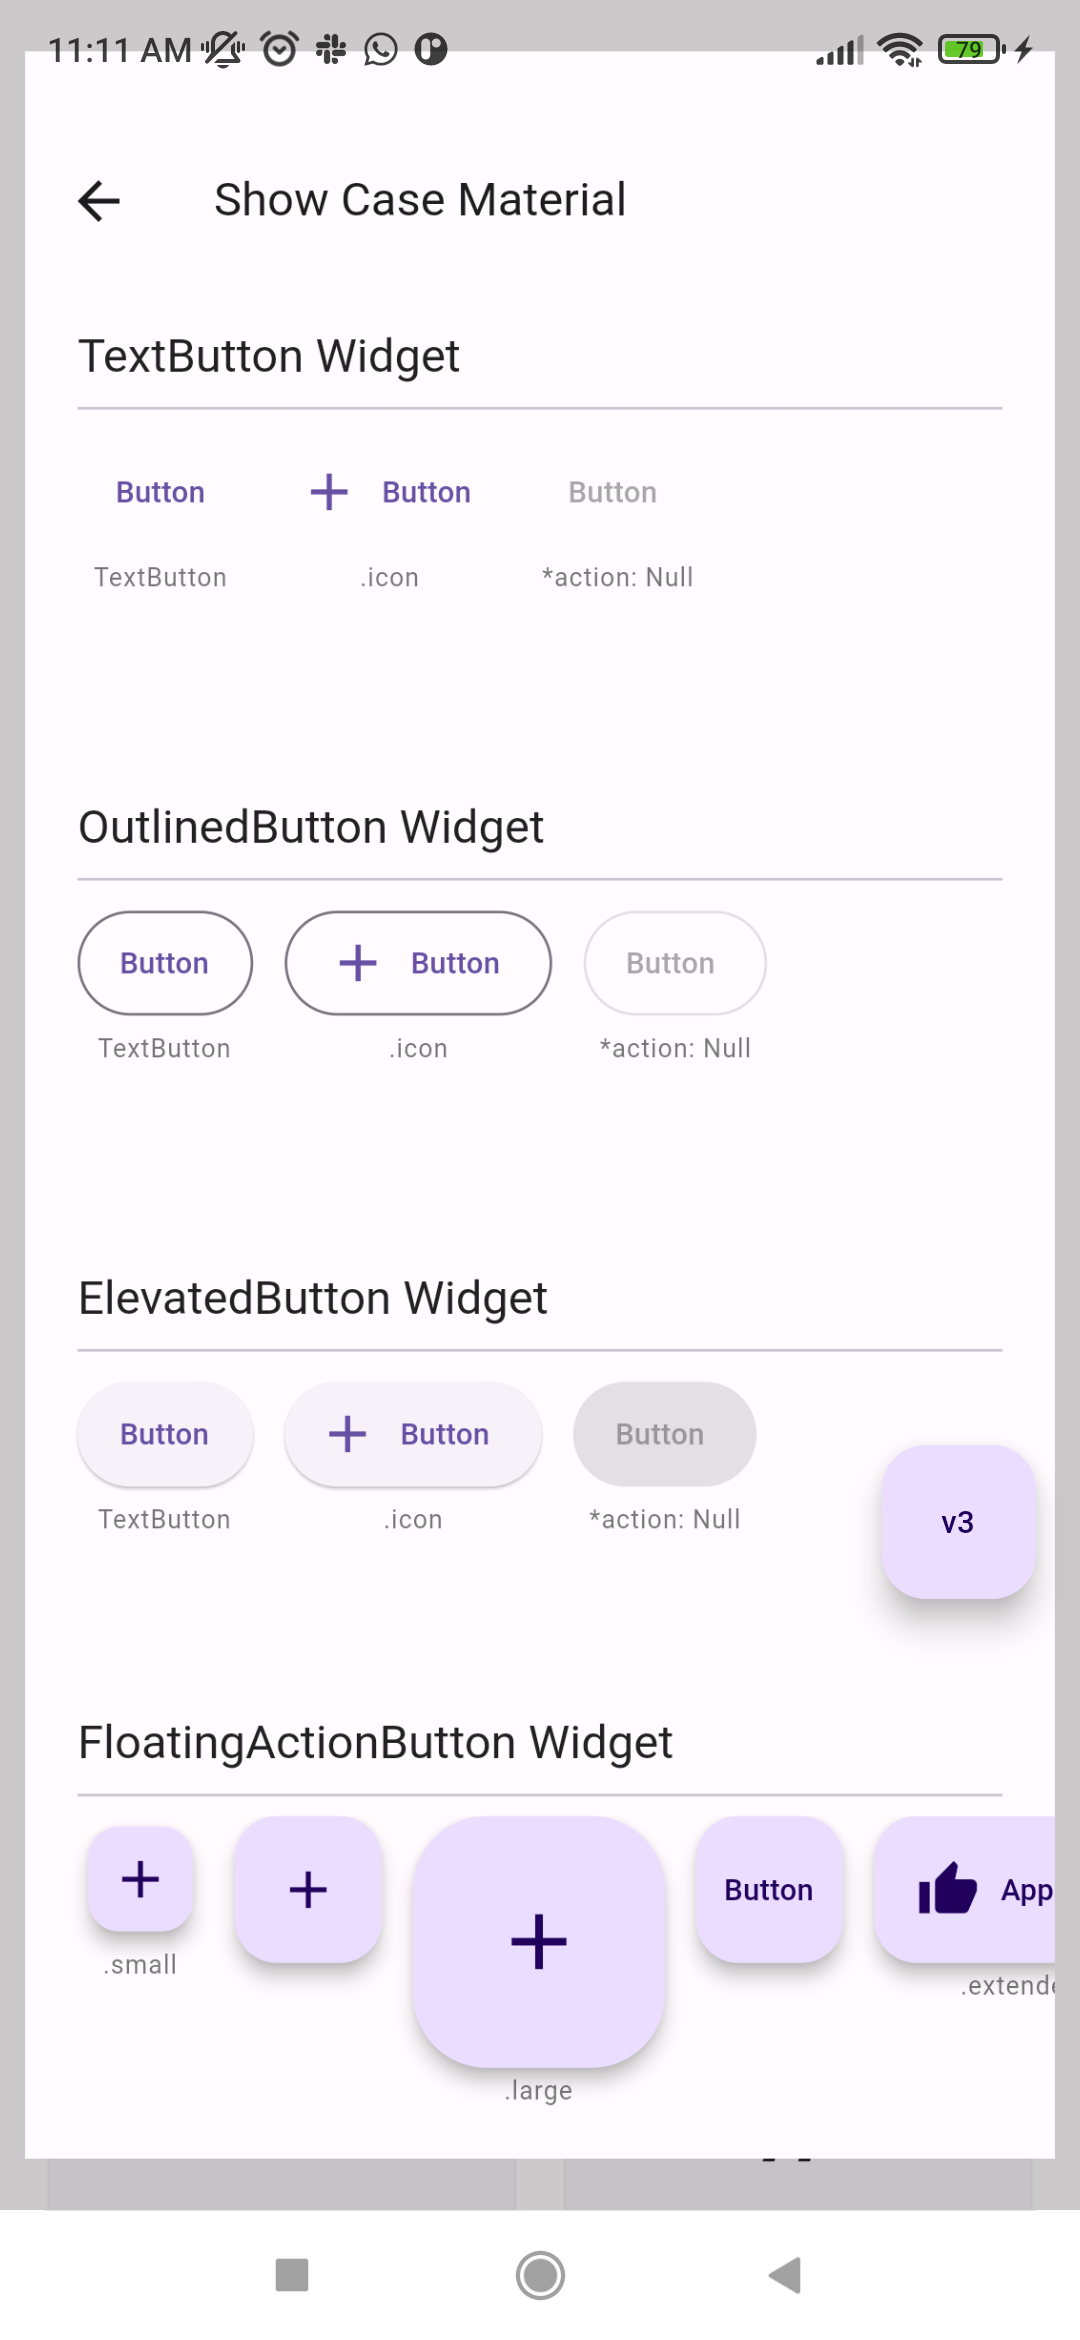 11:11 AM 79
Show Case Material
TextButton Widget
Button Button Button
TextButton .icon *action: Null
OutlinedButton Widget
Button Button Button
TextButton .icon *action: Null
ElevatedButton Widget
Button Button Button
TextButton .icon *action: Null
v3
FloatingActionButton Widget
Button App
.small .extende
.large